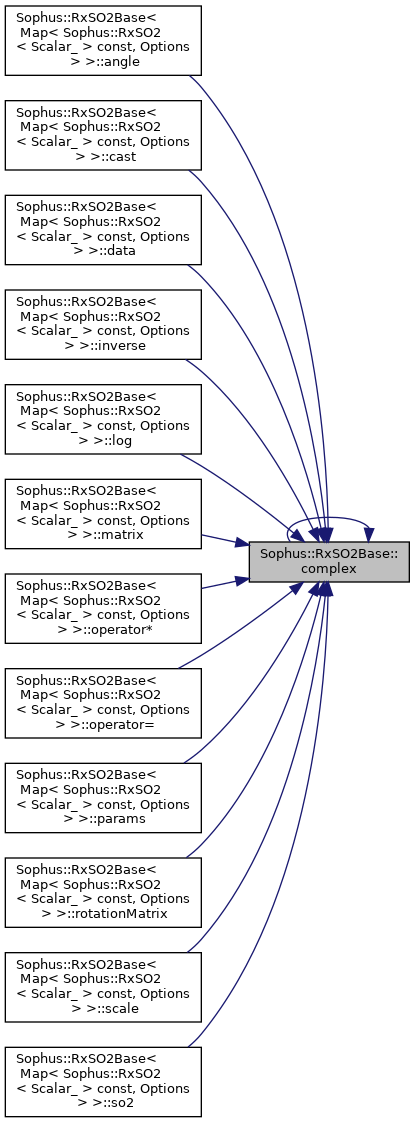 Sophus::RxSO2Base<
Map< Sophus::RxSO2
< Scalar_ > const, Options
> >::angle
Sophus::RxSO2Base<
Map< Sophus::RxSO2
< Scalar_ > const, Options
> >::cast
Sophus::RxSO2Base<
Map< Sophus::RxSO2
< Scalar_ > const, Options
> >::data
Sophus::RxSO2Base<
Map< Sophus::RxSO2
< Scalar_ > const, Options
> >::inverse
Sophus::RxSO2Base<
Map< Sophus::RxSO2
< Scalar_ > const, Options
> >::log
Sophus::RxSO2Base<
Map< Sophus::RxSO2
< Scalar_ > const, Options
> >::matrix
Sophus::RxSO2Base::
complex
Sophus::RxSO2Base<
Map< Sophus::RxSO2
< Scalar_ > const, Options
> >::operator*
Sophus::RxSO2Base<
Map< Sophus::RxSO2
< Scalar_ > const, Options
> >::operator=
Sophus::RxSO2Base<
Map< Sophus::RxSO2
< Scalar_ > const, Options
> >::params
Sophus::RxSO2Base<
Map< Sophus::RxSO2
< Scalar_ > const, Options
> >::rotationMatrix
Sophus::RxSO2Base<
Map< Sophus::RxSO2
< Scalar_ > const, Options
> >::scale
Sophus::RxSO2Base<
Map< Sophus::RxSO2
< Scalar_ > const, Options
> >::so2